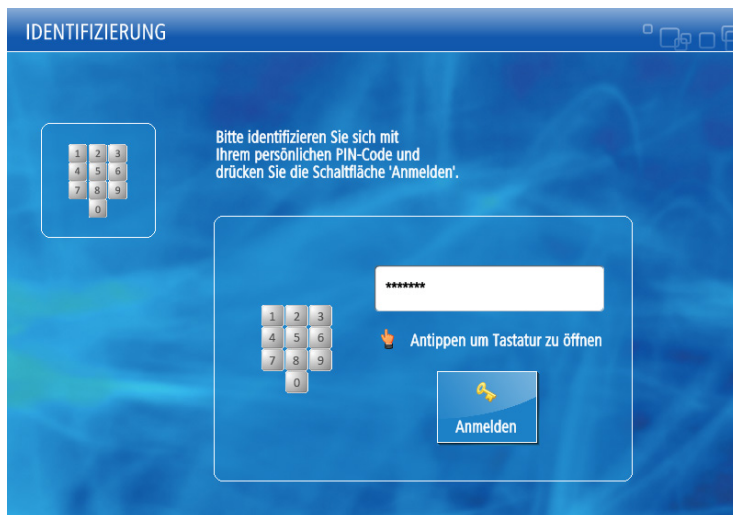 IDENTIFIZIERUNG
Bitte identifizieren Sie sich mit
Ihrem persönlichen PIN-Code und
drücken Sie die Schaltfläche 'Anmelden'.
1 2 3
4 5 6
7 8 9
0
*******
1 2 3
4 5 6
7 8 9
0
Antippen um Tastatur zu öffnen
Anmelden